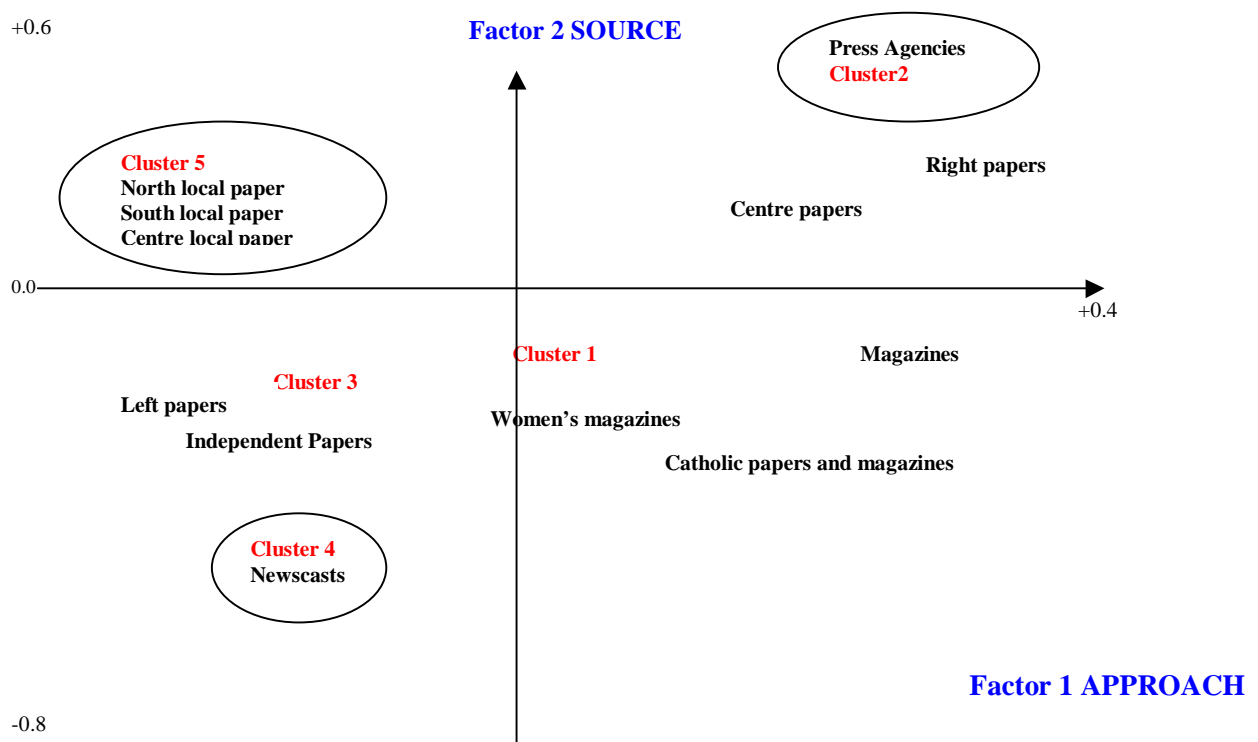 +0.6
Factor 2 SOURCE
Press Agencies
Cluster2
Cluster 5
North local paper
South local paper
Centre local paper
Right papers
Centre papers
0.0
+0.4
Cluster 1
Magazines
Cluster 3
Left papers
Women's magazines
Independent Papers
Catholic papers and magazines
Cluster 4
Newscasts
Factor 1 APPROACH
-0.8